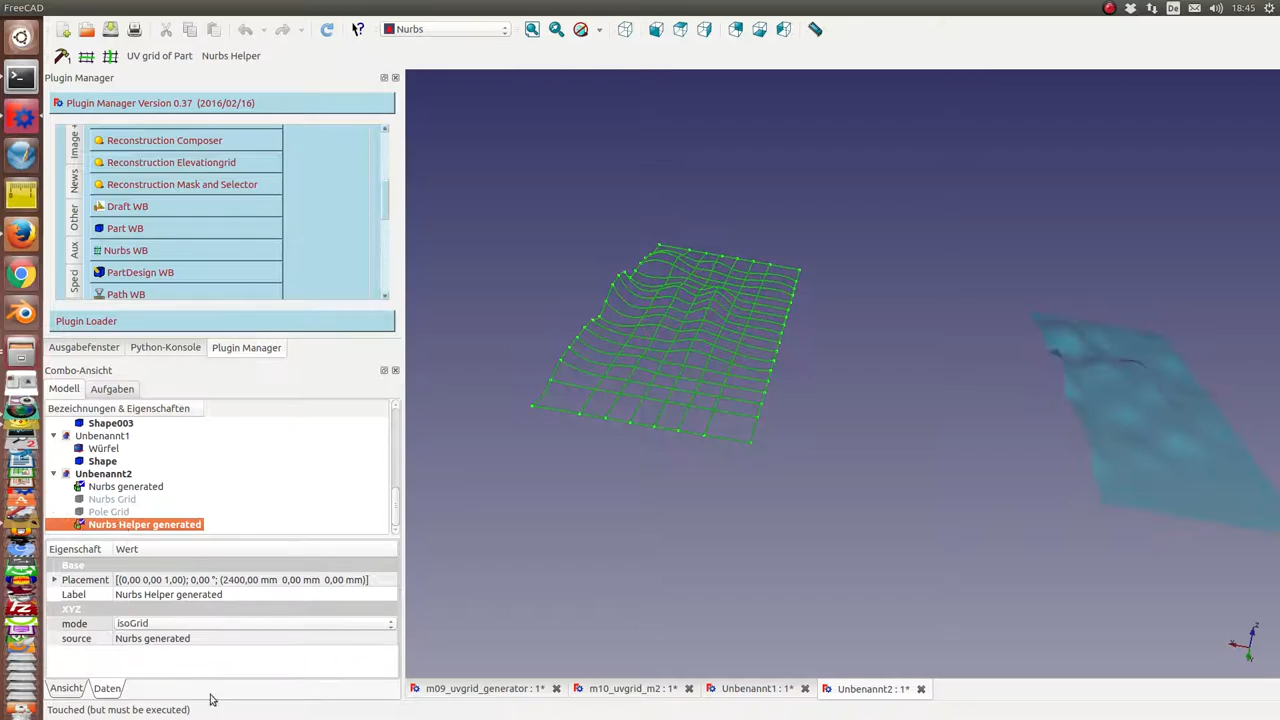 FreeCAD
De
18:45
Nurbs
UV grid of Part
Nurbs Helper
Plugin Manager
Plugin Manager Version 0.37 (2016/02/16)
Image +
News
Other
Aux
Sped
Reconstruction Composer
Reconstruction Elevationgrid
Reconstruction Mask and Selector
Draft WB
Part WB
Nurbs WB
PartDesign WB
Path WB
Plugin Loader
Ausgabefenster
Python-Konsole
Plugin Manager
Combo-Ansicht
Modell
Aufgaben
Bezeichnungen & Eigenschaften
Shape003
Unbenannt1
Würfel
Shape
Unbenannt2
Nurbs generated
Nurbs Grid
Pole Grid
Nurbs Helper generated
Eigenschaft Wert
Base
Placement [(0,00 0,00 1,00); 0,00 °; (2400,00 mm 0,00 mm 0,00 mm)]
Label Nurbs Helper generated
XYZ
mode isoGrid
source Nurbs generated
Ansicht
Daten
m09_uvgrid_generator : 1*
m10_uvgrid_m2 : 1*
Unbenannt1 : 1*
Unbenannt2 : 1*
Touched (but must be executed)